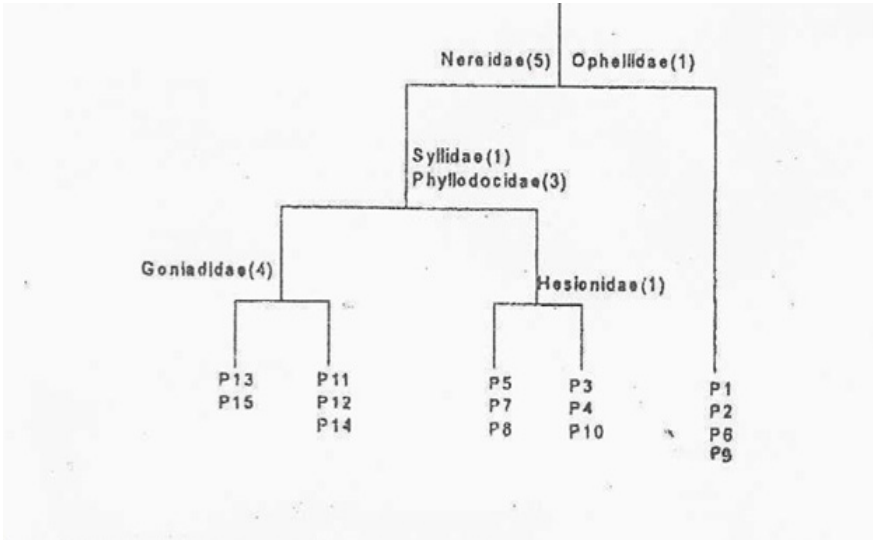 Nereidae(5) Opheliidae(1)
Syllidae(1)
Phyllodocidae(3)
Goniadidae(4)
Hesionidae(1)
P13 P11 P5 P3 P1
P15 P12 P7 P4 P2
P14 P8 P10 P6
P9